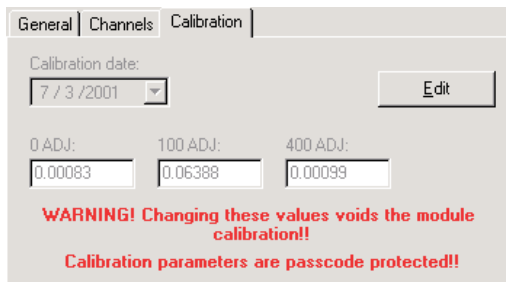 General Channels Calibration
Calibration date:
7 / 3 /2001
Edit
0 ADJ: 100 ADJ: 400 ADJ:
0.00083 0.06388 0.00099
WARNING! Changing these values voids the module
calibration!!
Calibration parameters are passcode protected!!